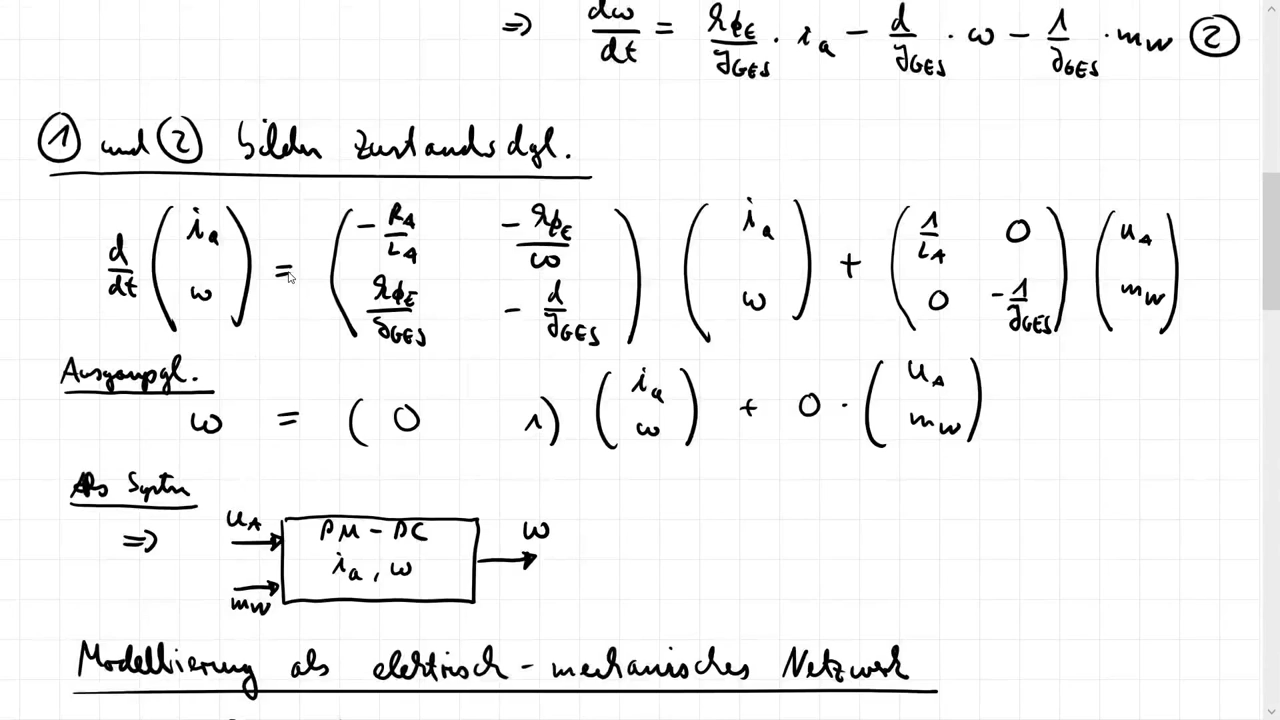 ⇒ dω/dt = kϕ_E/J_GES · i_a − d/J_GES · ω − 1/J_GES · m_W ②
① und ② bilden Zustandsdgl.
d/dt (i_a ; ω) = (−R_A/L_A  −kϕ_E/ω ; kϕ_E/J_GES  −d/J_GES) (i_a ; ω) + (1/L_A  0 ; 0  −1/J_GES) (u_A ; m_W)
Ausgangsgl.
ω = (0  1) (i_a ; ω) + 0 · (u_A ; m_W)
Als System
⇒ u_A PM-DC ω
i_a, ω
m_W
Modellierung als elektrisch-mechanisches Netzwerk